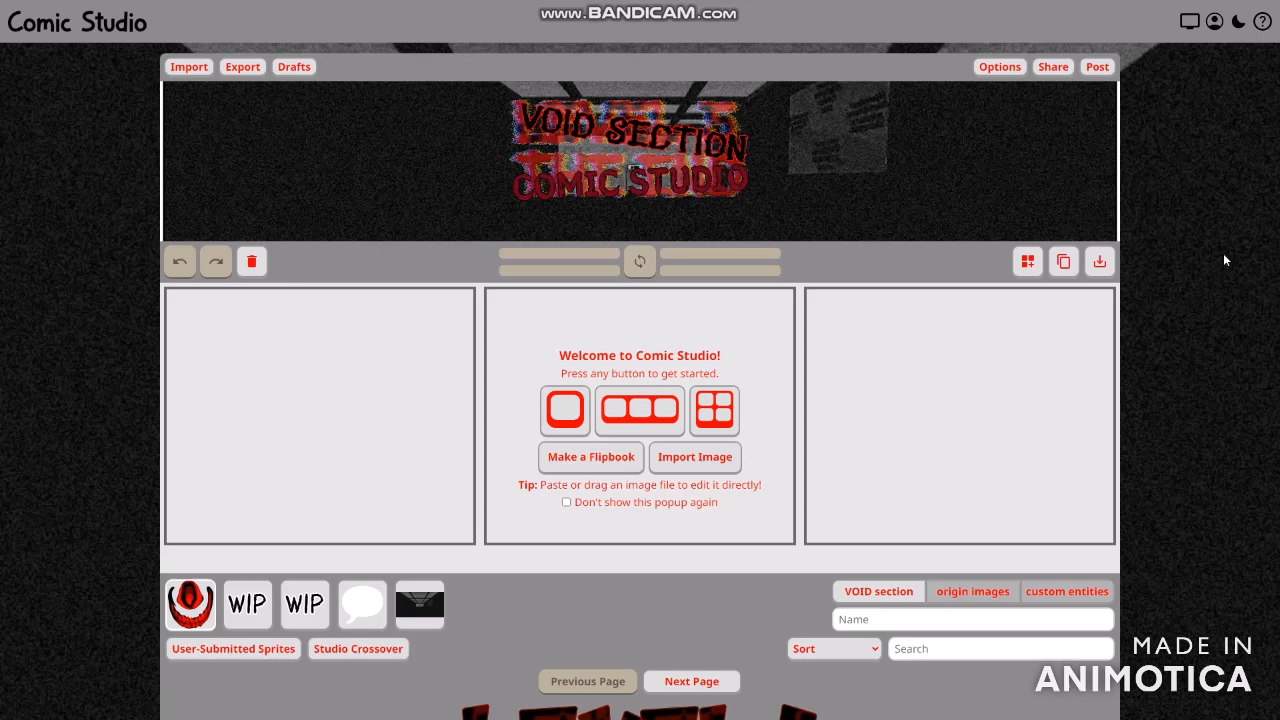 Comic Studio
www.BANDICAM.com
Import Export Drafts Options Share Post
VOID SECTION
COMIC STUDIO
Welcome to Comic Studio!
Press any button to get started.
Make a Flipbook Import Image
Tip: Paste or drag an image file to edit it directly!
Don't show this popup again
WIP WIP
VOID section origin images custom entities
Name
User-Submitted Sprites Studio Crossover Sort Search
MADE IN
ANIMOTICA
Previous Page Next Page